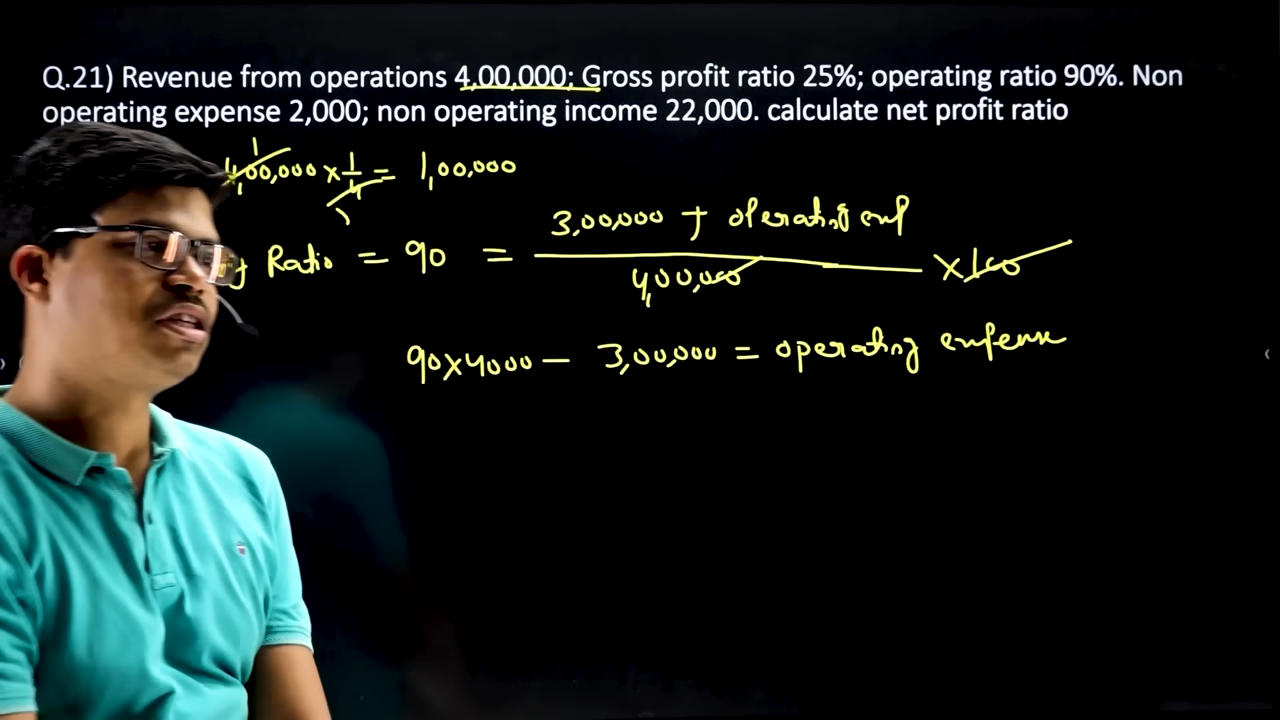 Q.21) Revenue from operations 4,00,000; Gross profit ratio 25%; operating ratio 90%. Non
operating expense 2,000; non operating income 22,000. calculate net profit ratio
4,00,000 × 1/4 = 1,00,000
Ratio = 90 = 3,00,000 + operating exp / 4,00,000 × 100
90×4000 − 3,00,000 = operating expense